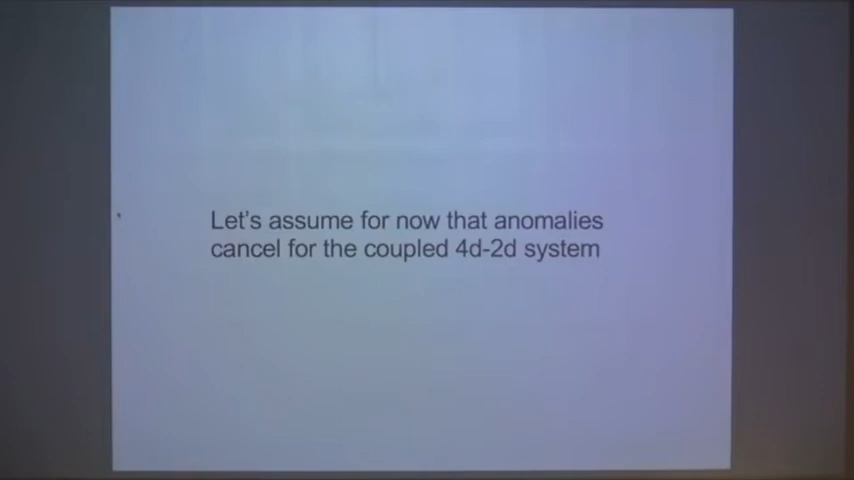 Let's assume for now that anomalies
cancel for the coupled 4d-2d system